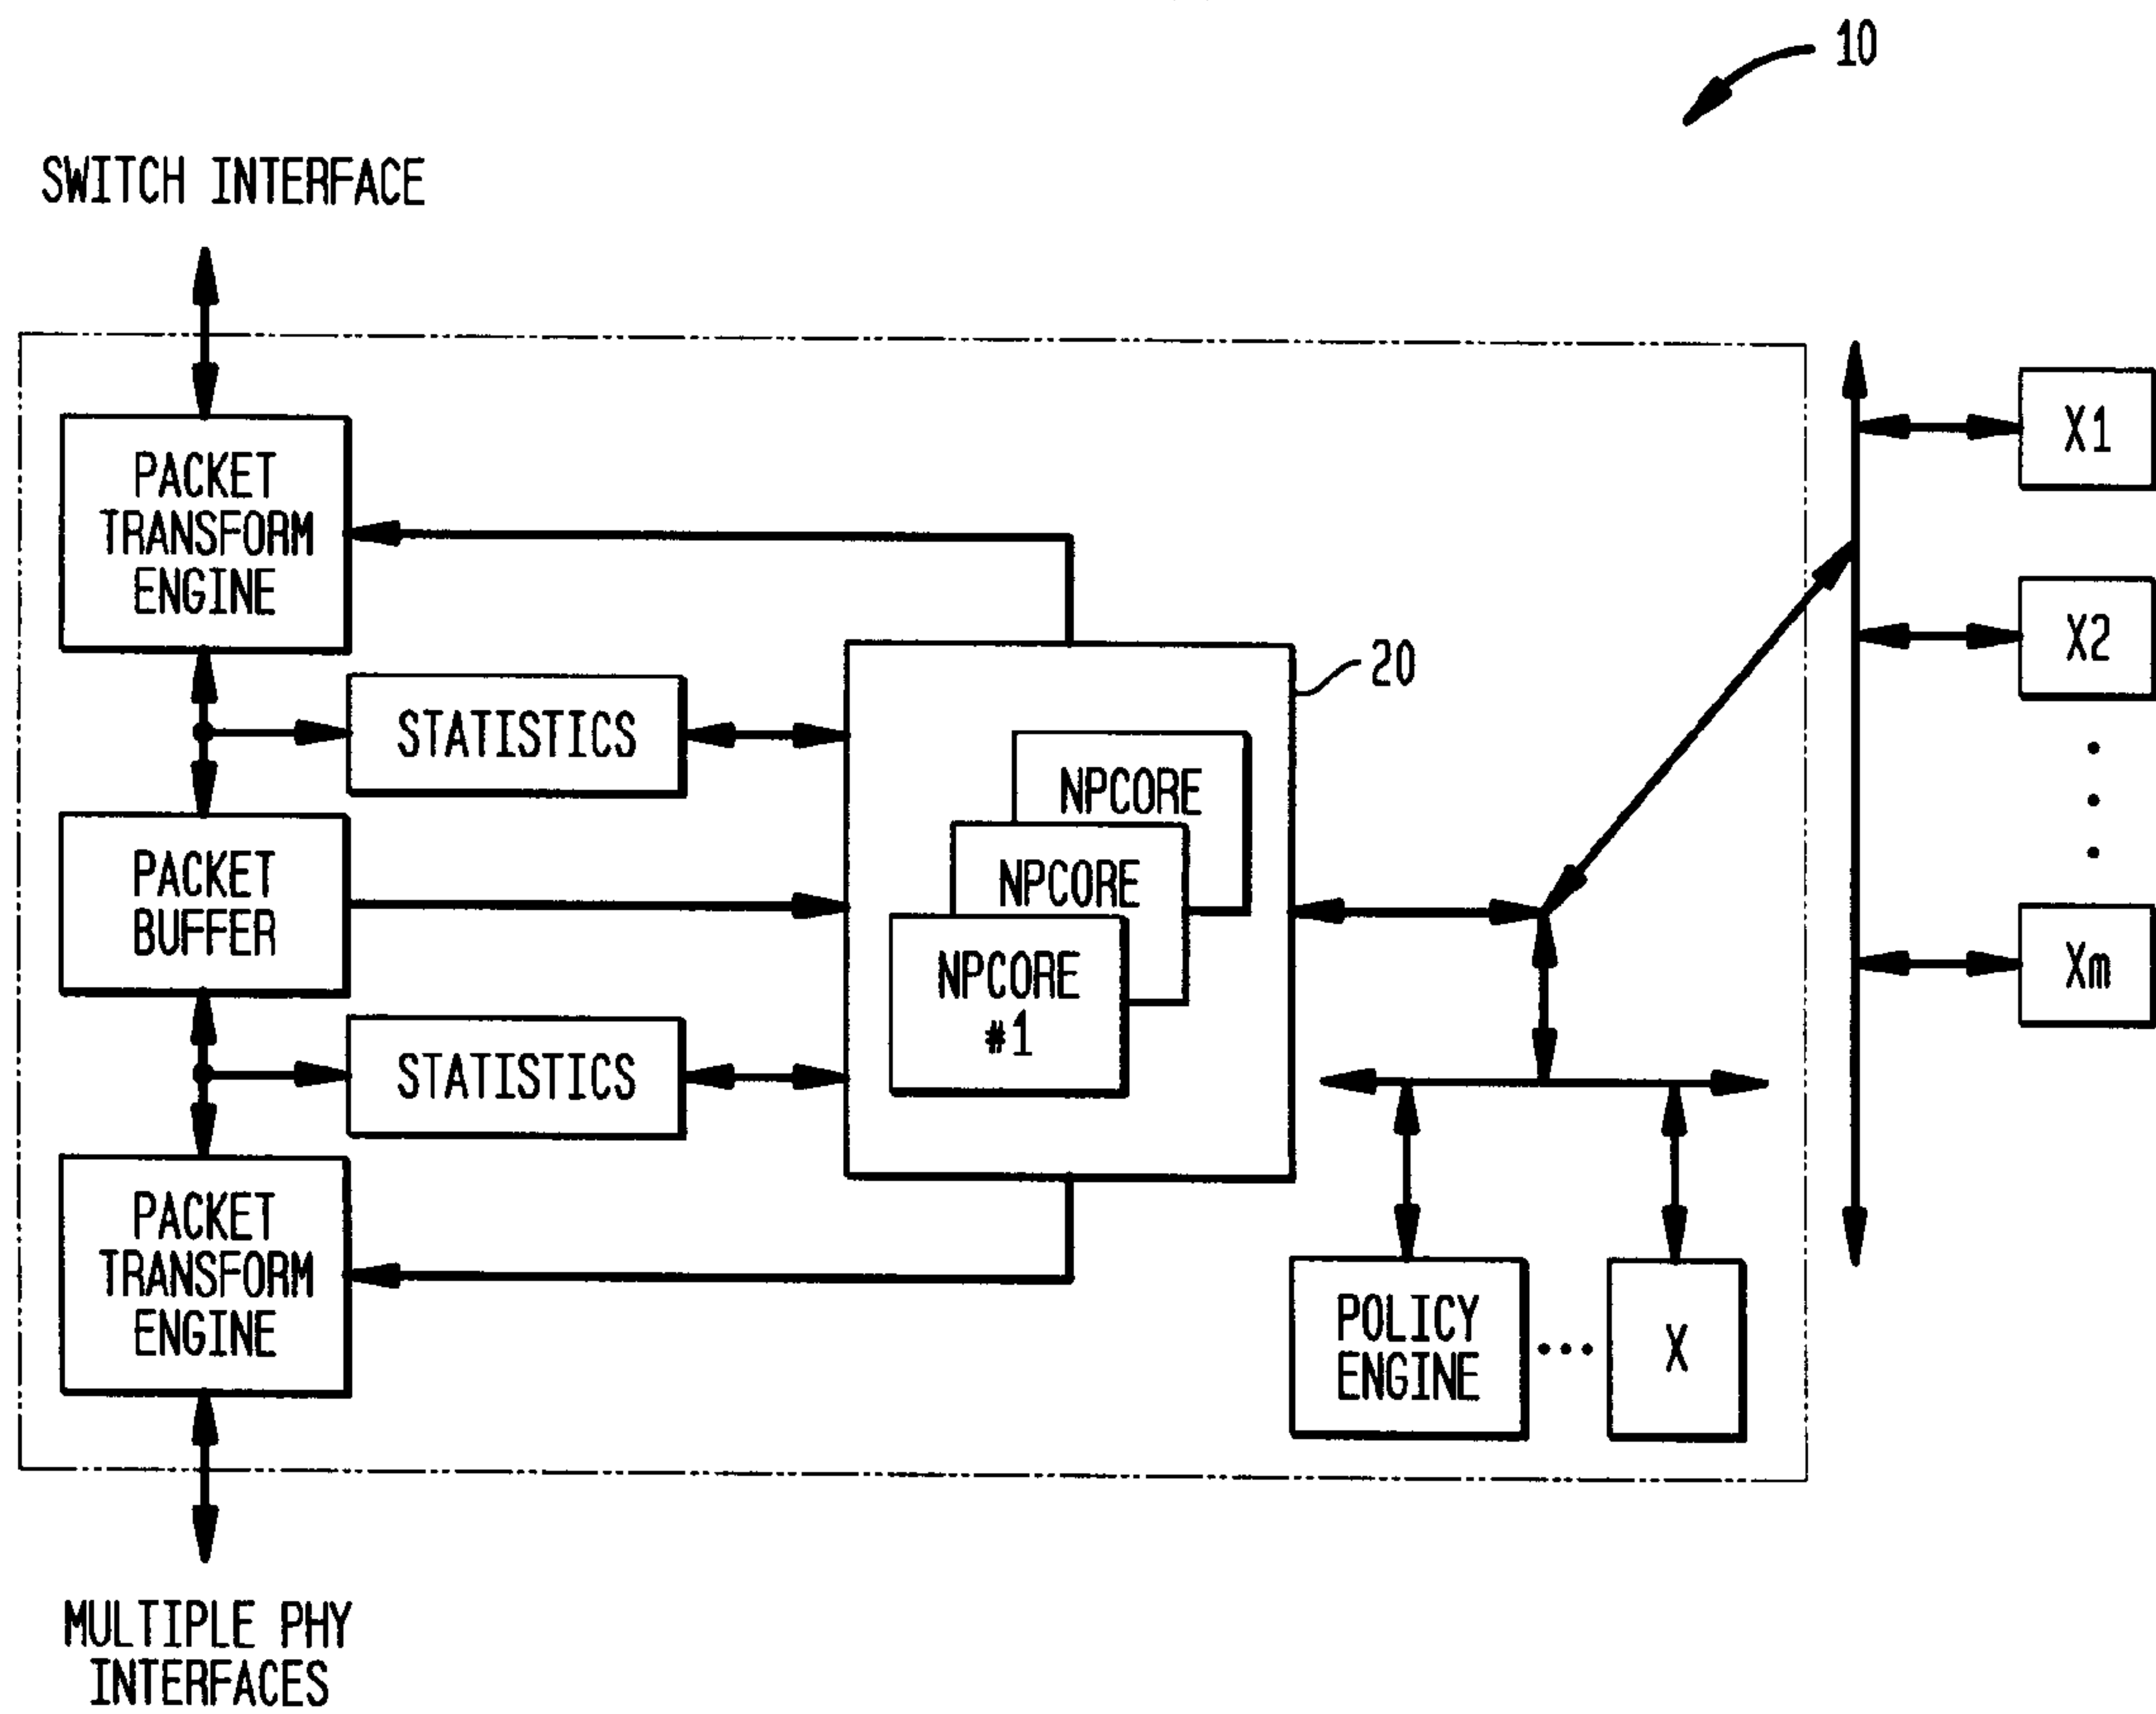 10
SWITCH INTERFACE
PACKET
TRANSFORM
ENGINE
X1
X2
20
STATISTICS
NPCORE
NPCORE
NPCORE
#1
PACKET
BUFFER
Xm
STATISTICS
PACKET
TRANSFORM
ENGINE
POLICY
ENGINE
...
X
MULTIPLE PHY
INTERFACES